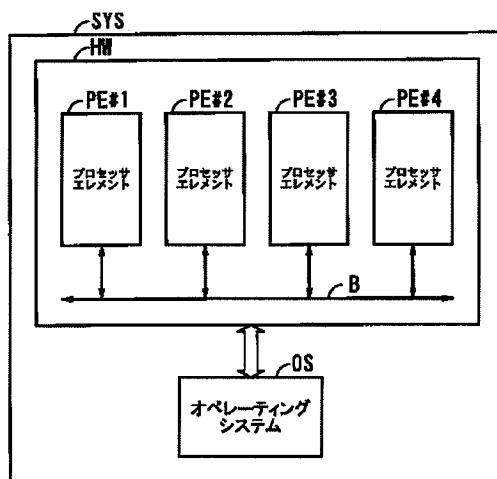 SYS
HW
PE#1 PE#2 PE#3 PE#4
プロセッサ プロセッサ プロセッサ プロセッサ
エレメント エレメント エレメント エレメント
B
OS
オペレーティング
システム